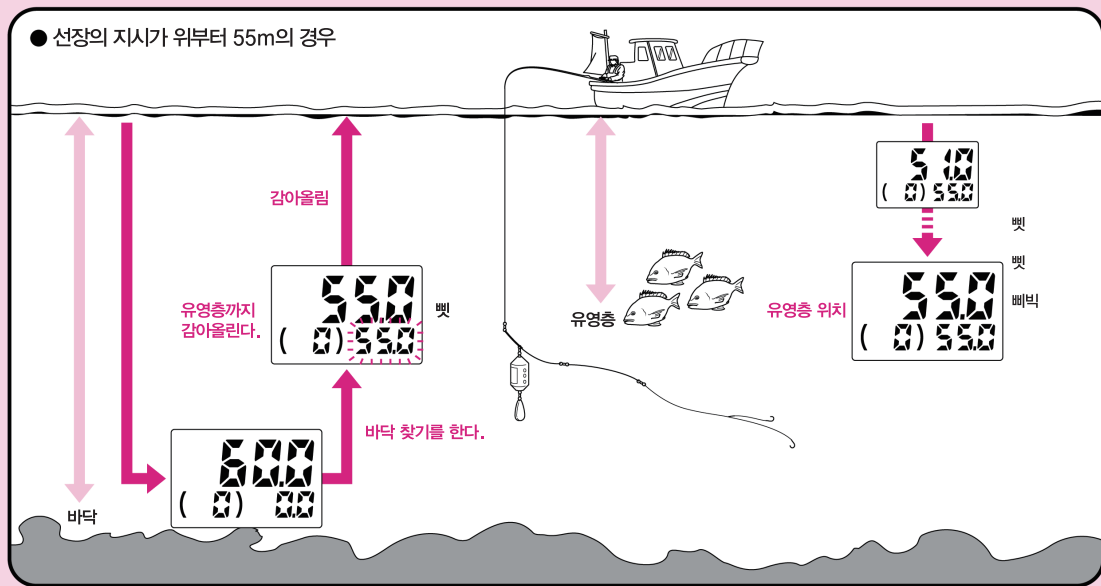 ● 선장의 지시가 위부터 55m의 경우
감아올림
유영층까지
감아올린다.
55.0
( 0) 55.0
삣
바닥 찾기를 한다.
60.0
( 0) 0.0
바닥
유영층
51.0
( 0) 55.0
삣
삣
삐빅
유영층 위치
55.0
( 0) 55.0